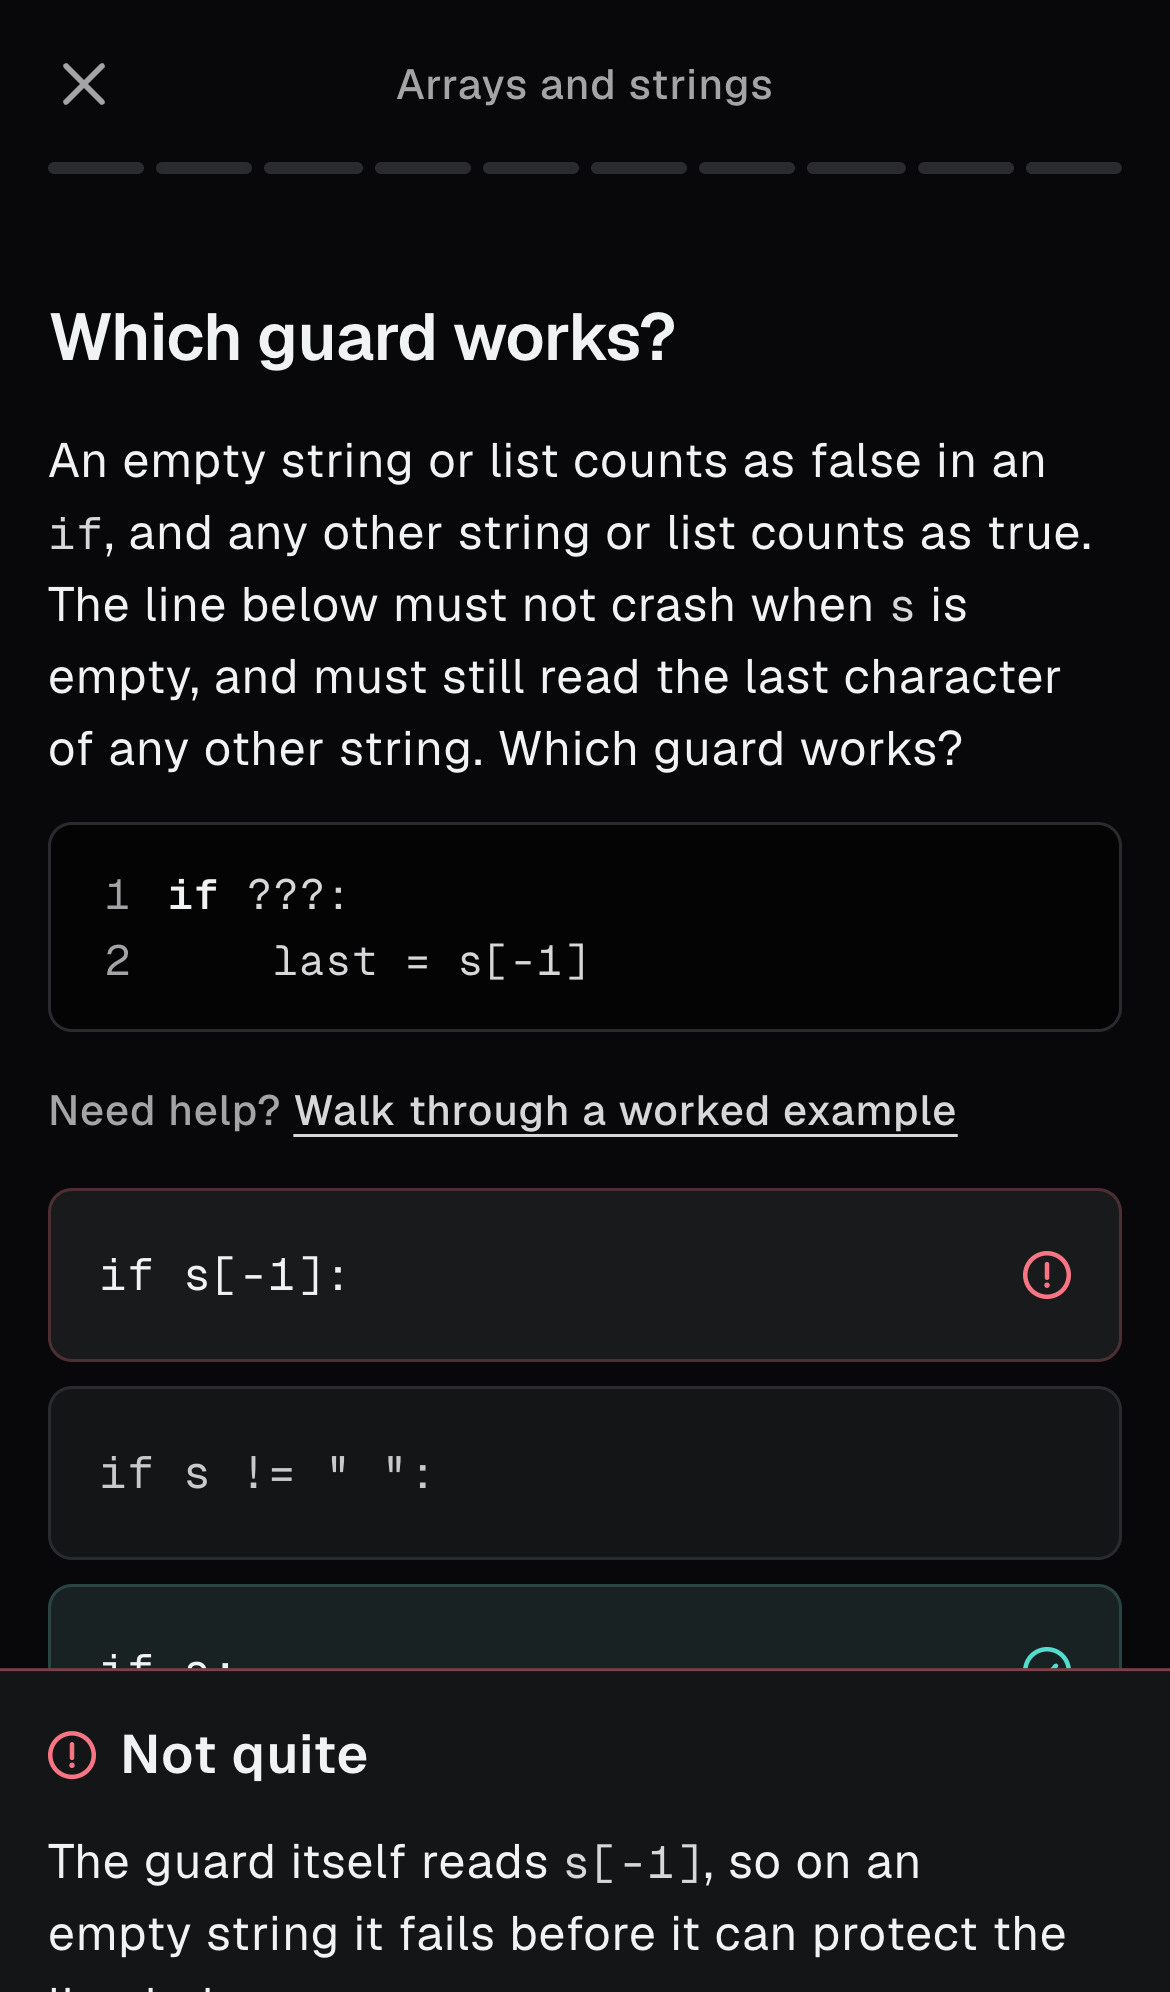 Arrays and strings
Which guard works?
An empty string or list counts as false in an
if, and any other string or list counts as true.
The line below must not crash when s is
empty, and must still read the last character
of any other string. Which guard works?
1 if ???:
2     last = s[-1]
Need help? Walk through a worked example
if s[-1]:
if s != " ":
if s:
Not quite
The guard itself reads s[-1], so on an
empty string it fails before it can protect the